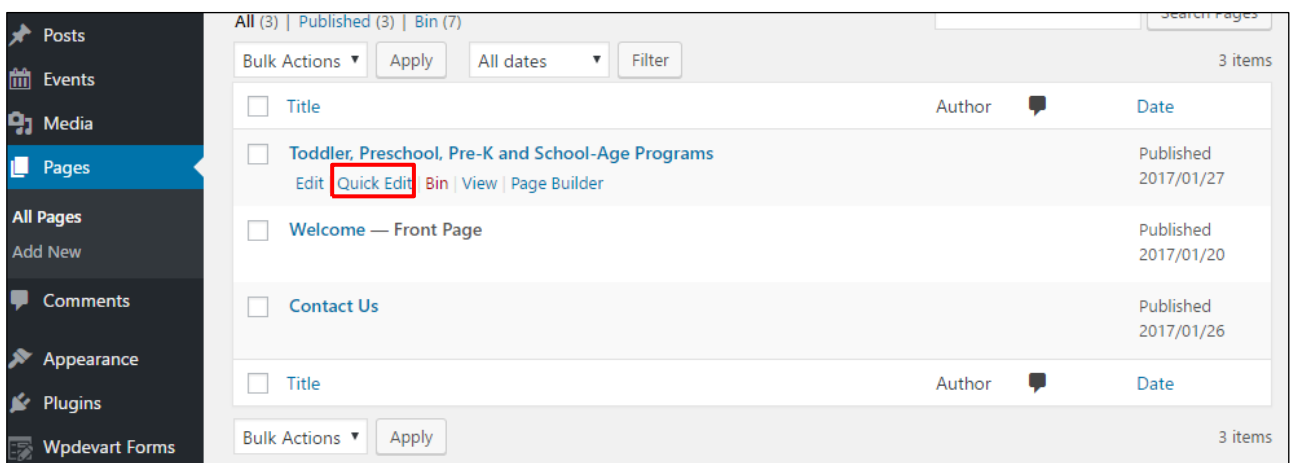 All (3) | Published (3) | Bin (7)
Search Pages
Posts
Bulk Actions Apply All dates Filter 3 items
Events
Title Author Date
Media
Toddler, Preschool, Pre-K and School-Age Programs Published
Pages
Edit | Quick Edit | Bin | View | Page Builder 2017/01/27
All Pages
Welcome — Front Page Published
Add New
2017/01/20
Comments
Contact Us Published
2017/01/26
Appearance
Title Author Date
Plugins
Bulk Actions Apply 3 items
Wpdevart Forms